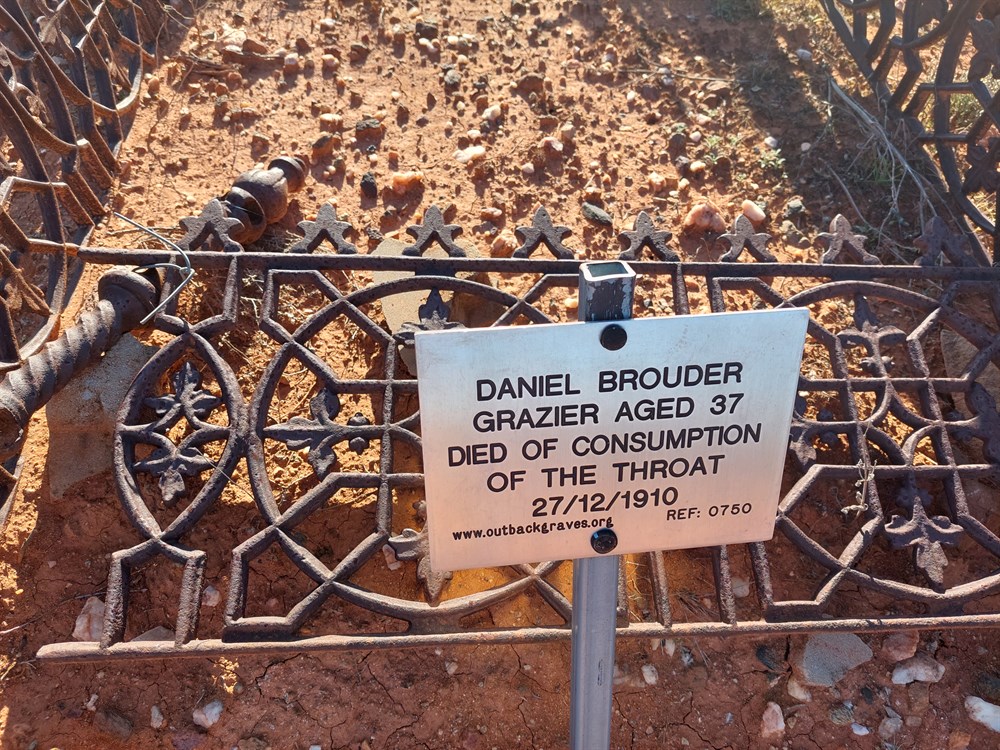 DANIEL BROUDER
GRAZIER AGED 37
DIED OF CONSUMPTION
OF THE THROAT
27/12/1910
www.outbackgraves.org REF: 0750